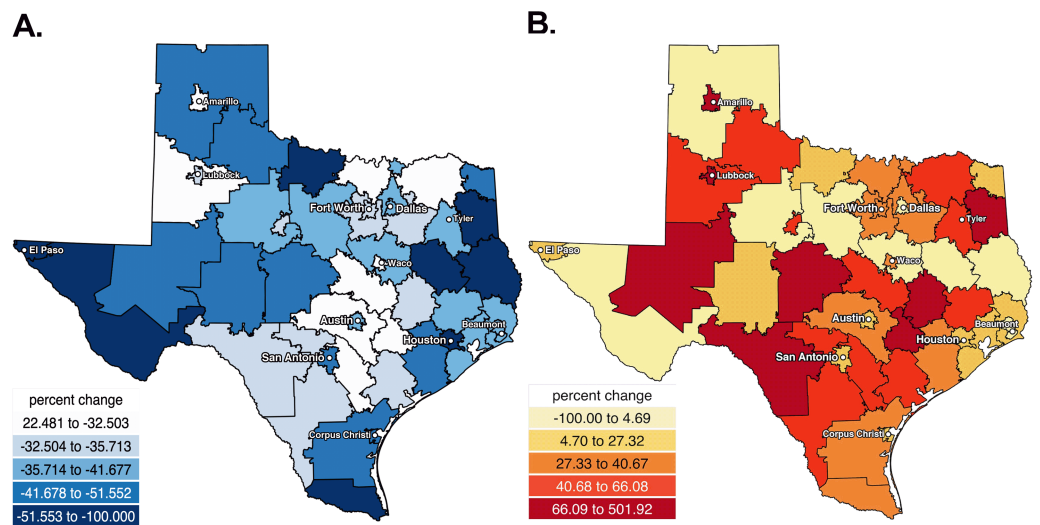 A.
Amarillo
Lubbock
Fort Worth
Dallas
Tyler
El Paso
Waco
Austin
Beaumont
Houston
San Antonio
Corpus Christi
percent change
22.481 to -32.503
-32.504 to -35.713
-35.714 to -41.677
-41.678 to -51.552
-51.553 to -100.000
B.
Amarillo
Lubbock
Fort Worth
Dallas
Tyler
El Paso
Waco
Austin
Beaumont
Houston
San Antonio
Corpus Christi
percent change
-100.00 to 4.69
4.70 to 27.32
27.33 to 40.67
40.68 to 66.08
66.09 to 501.92